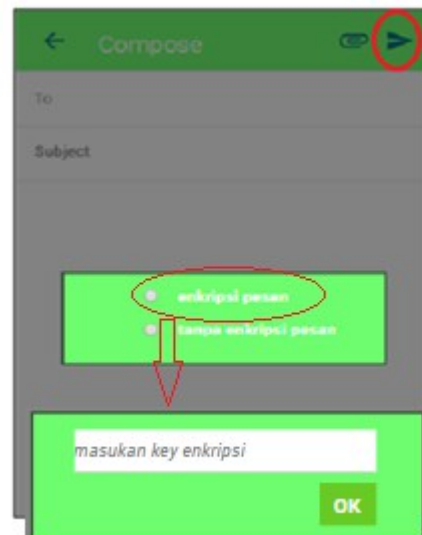 Compose
To
Subject
enkripsi pesan
tanpa enkripsi pesan
masukan key enkripsi
OK